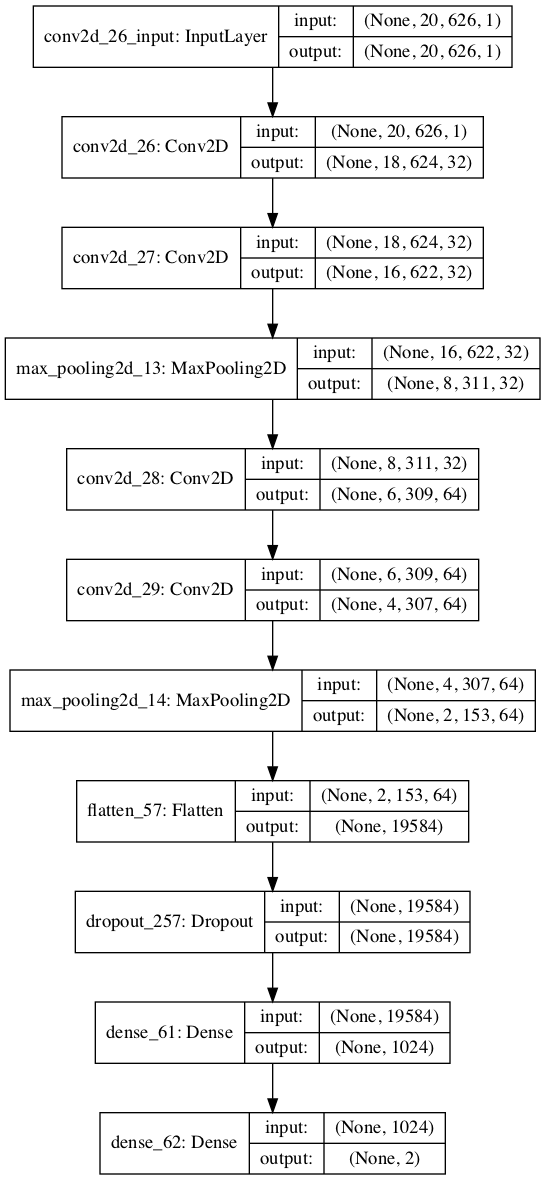 conv2d_26_input: InputLayer
input: (None, 20, 626, 1)
output: (None, 20, 626, 1)
conv2d_26: Conv2D
input: (None, 20, 626, 1)
output: (None, 18, 624, 32)
conv2d_27: Conv2D
input: (None, 18, 624, 32)
output: (None, 16, 622, 32)
max_pooling2d_13: MaxPooling2D
input: (None, 16, 622, 32)
output: (None, 8, 311, 32)
conv2d_28: Conv2D
input: (None, 8, 311, 32)
output: (None, 6, 309, 64)
conv2d_29: Conv2D
input: (None, 6, 309, 64)
output: (None, 4, 307, 64)
max_pooling2d_14: MaxPooling2D
input: (None, 4, 307, 64)
output: (None, 2, 153, 64)
flatten_57: Flatten
input: (None, 2, 153, 64)
output: (None, 19584)
dropout_257: Dropout
input: (None, 19584)
output: (None, 19584)
dense_61: Dense
input: (None, 19584)
output: (None, 1024)
dense_62: Dense
input: (None, 1024)
output: (None, 2)